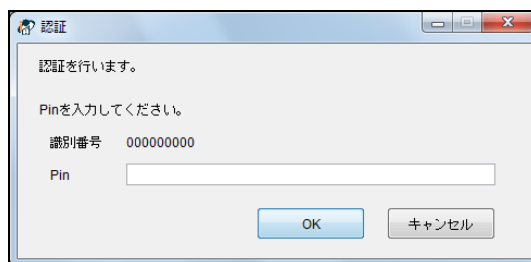 認証
認証を行います。
Pinを入力してください。
識別番号 000000000
Pin
OK キャンセル